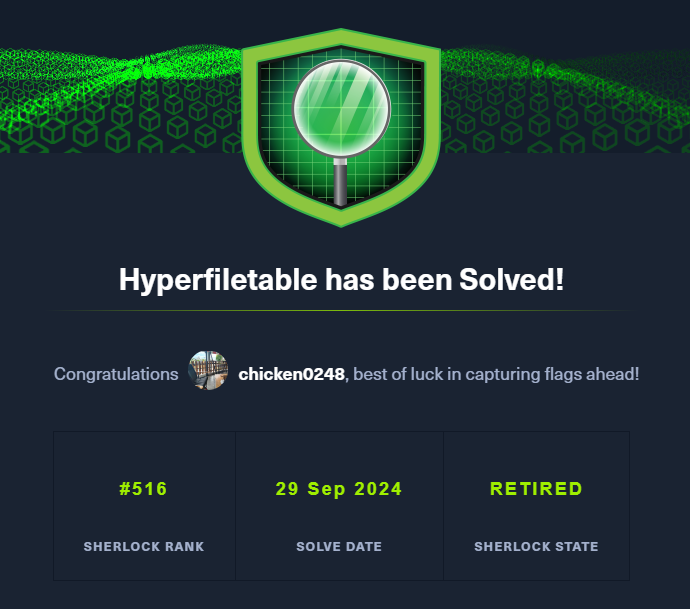 Hyperfiletable has been Solved!
Congratulations chicken0248, best of luck in capturing flags ahead!
#516
29 Sep 2024
RETIRED
SHERLOCK RANK
SOLVE DATE
SHERLOCK STATE